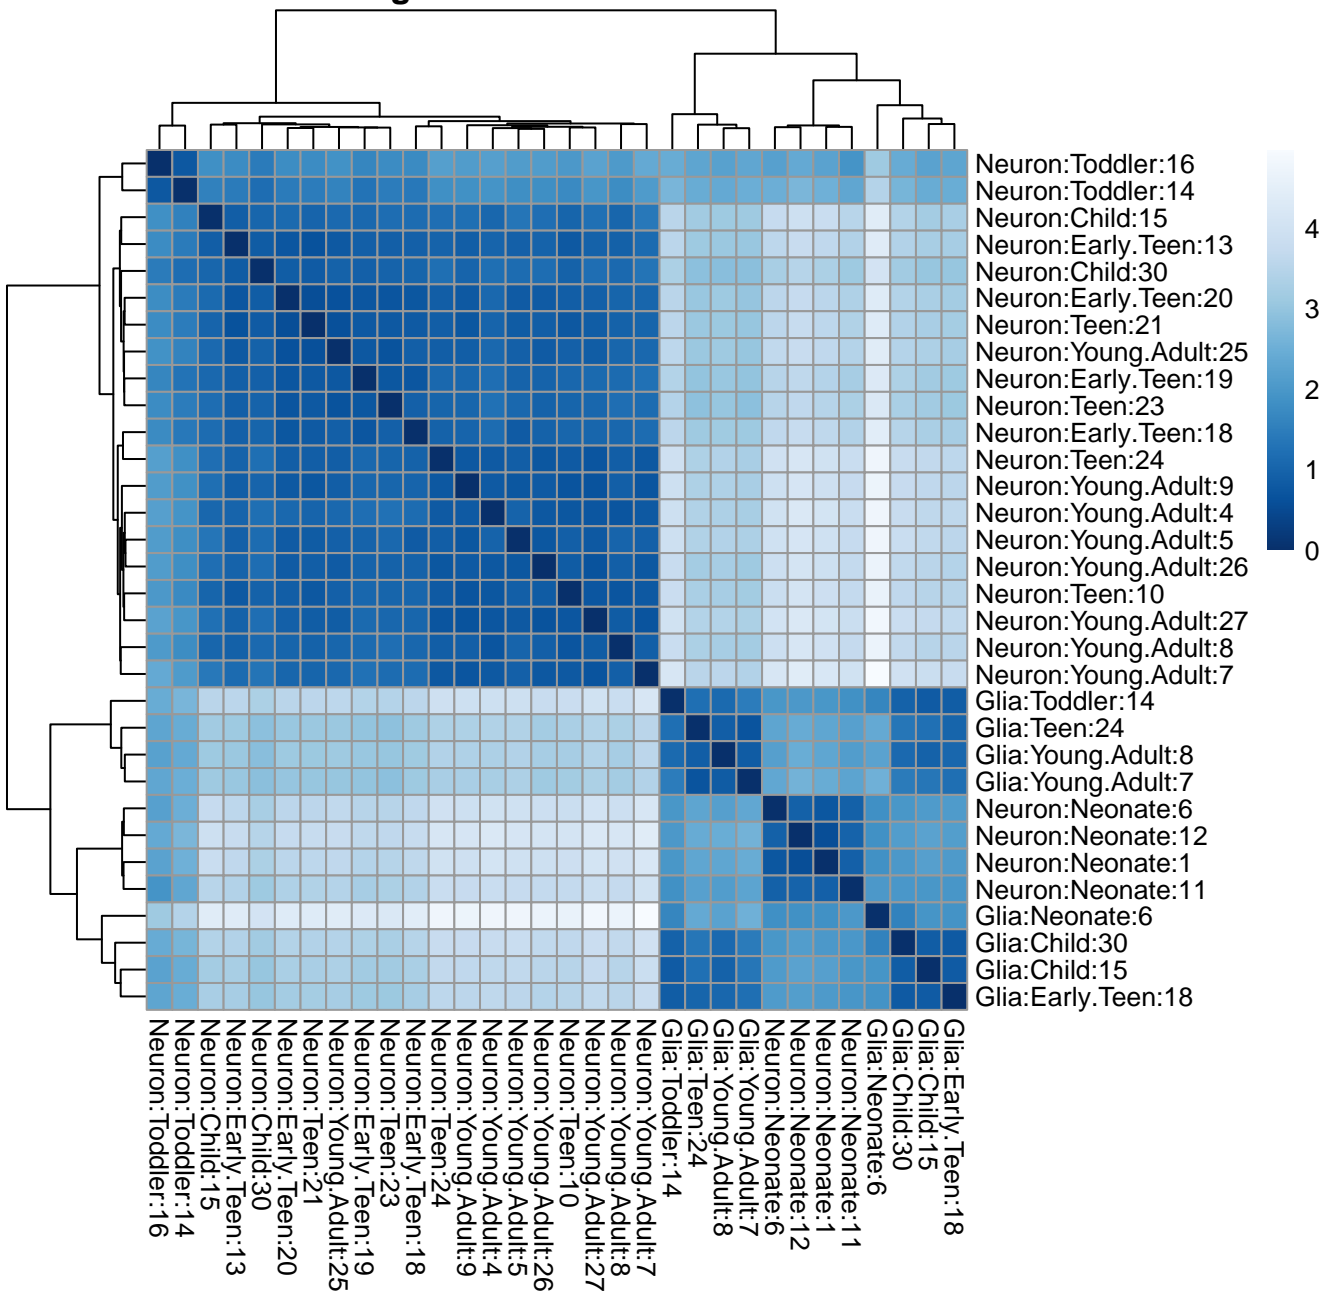 Neuron:Toddler:16
Neuron:Toddler:14
Neuron:Child:15
Neuron:Early.Teen:13
Neuron:Child:30
Neuron:Early.Teen:20
Neuron:Teen:21
Neuron:Young.Adult:25
Neuron:Early.Teen:19
Neuron:Teen:23
Neuron:Early.Teen:18
Neuron:Teen:24
Neuron:Young.Adult:9
Neuron:Young.Adult:4
Neuron:Young.Adult:5
Neuron:Young.Adult:26
Neuron:Teen:10
Neuron:Young.Adult:27
Neuron:Young.Adult:8
Neuron:Young.Adult:7
Glia:Toddler:14
Glia:Teen:24
Glia:Young.Adult:8
Glia:Young.Adult:7
Neuron:Neonate:6
Neuron:Neonate:12
Neuron:Neonate:1
Neuron:Neonate:11
Glia:Neonate:6
Glia:Child:30
Glia:Child:15
Glia:Early.Teen:18
4
3
2
1
0
Neuron:Toddler:16
Neuron:Toddler:14
Neuron:Child:15
Neuron:Early.Teen:13
Neuron:Child:30
Neuron:Early.Teen:20
Neuron:Teen:21
Neuron:Young.Adult:25
Neuron:Early.Teen:19
Neuron:Teen:23
Neuron:Early.Teen:18
Neuron:Teen:24
Neuron:Young.Adult:9
Neuron:Young.Adult:4
Neuron:Young.Adult:5
Neuron:Young.Adult:26
Neuron:Teen:10
Neuron:Young.Adult:27
Neuron:Young.Adult:8
Neuron:Young.Adult:7
Glia:Toddler:14
Glia:Teen:24
Glia:Young.Adult:8
Glia:Young.Adult:7
Neuron:Neonate:6
Neuron:Neonate:12
Neuron:Neonate:1
Neuron:Neonate:11
Glia:Neonate:6
Glia:Child:30
Glia:Child:15
Glia:Early.Teen:18